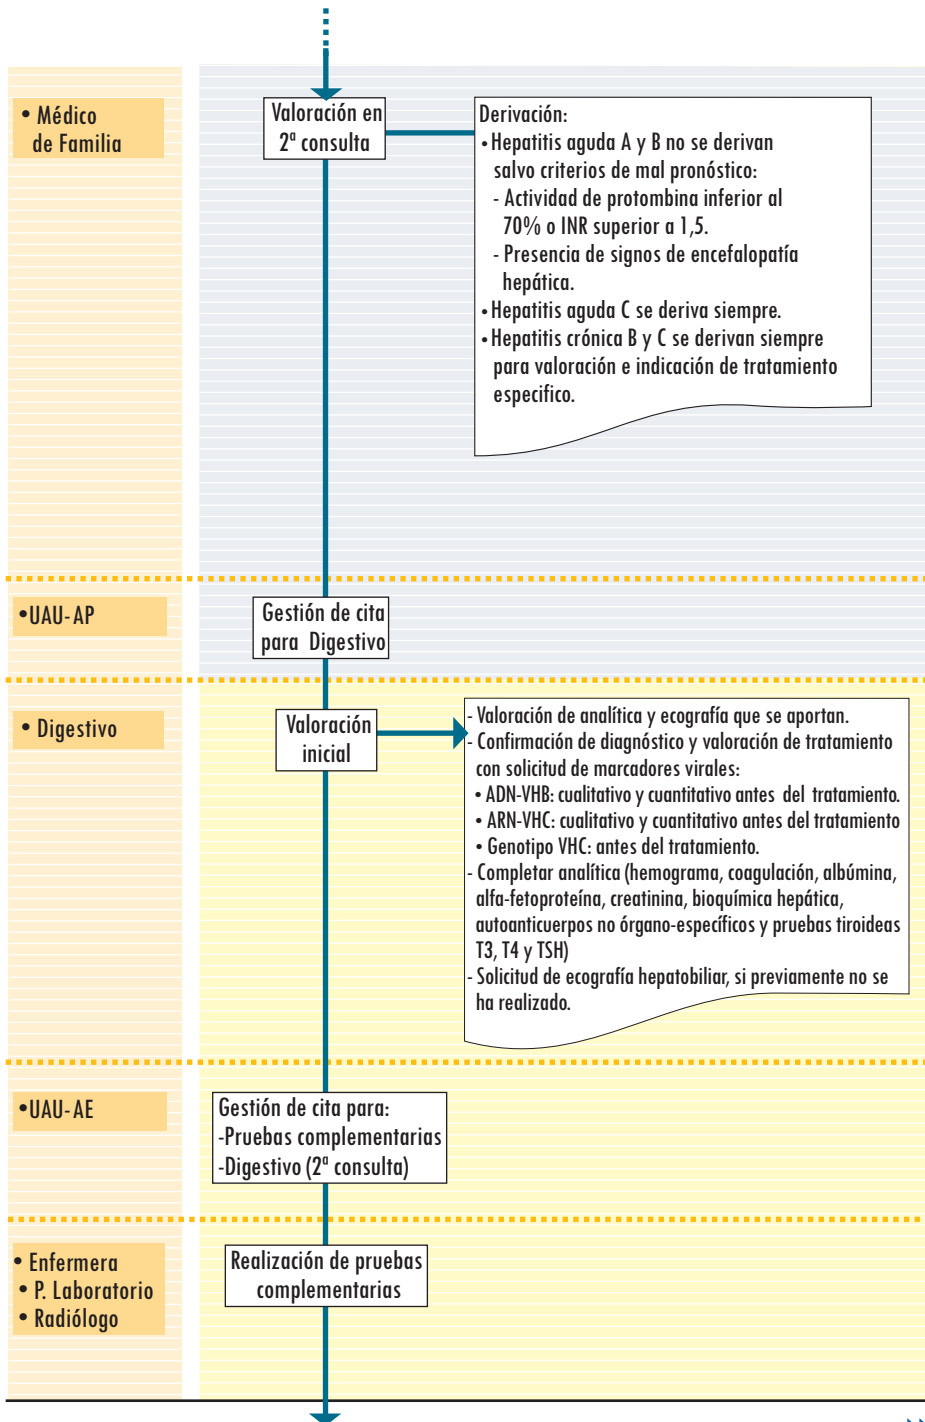 • Médico
de Familia
Valoración en
2ª consulta
Derivación:
• Hepatitis aguda A y B no se derivan
salvo criterios de mal pronóstico:
- Actividad de protombina inferior al
70% o INR superior a 1,5.
- Presencia de signos de encefalopatía
hepática.
• Hepatitis aguda C se deriva siempre.
• Hepatitis crónica B y C se derivan siempre
para valoración e indicación de tratamiento
especifico.
•UAU-AP
Gestión de cita
para Digestivo
• Digestivo
Valoración
inicial
- Valoración de analítica y ecografía que se aportan.
- Confirmación de diagnóstico y valoración de tratamiento
con solicitud de marcadores virales:
• ADN-VHB: cualitativo y cuantitativo antes del tratamiento.
• ARN-VHC: cualitativo y cuantitativo antes del tratamiento
• Genotipo VHC: antes del tratamiento.
- Completar analítica (hemograma, coagulación, albúmina,
alfa-fetoproteína, creatinina, bioquímica hepática,
autoanticuerpos no órgano-específicos y pruebas tiroideas
T3, T4 y TSH)
- Solicitud de ecografía hepatobiliar, si previamente no se
ha realizado.
•UAU-AE
Gestión de cita para:
-Pruebas complementarias
-Digestivo (2ª consulta)
• Enfermera
• P. Laboratorio
• Radiólogo
Realización de pruebas
complementarias